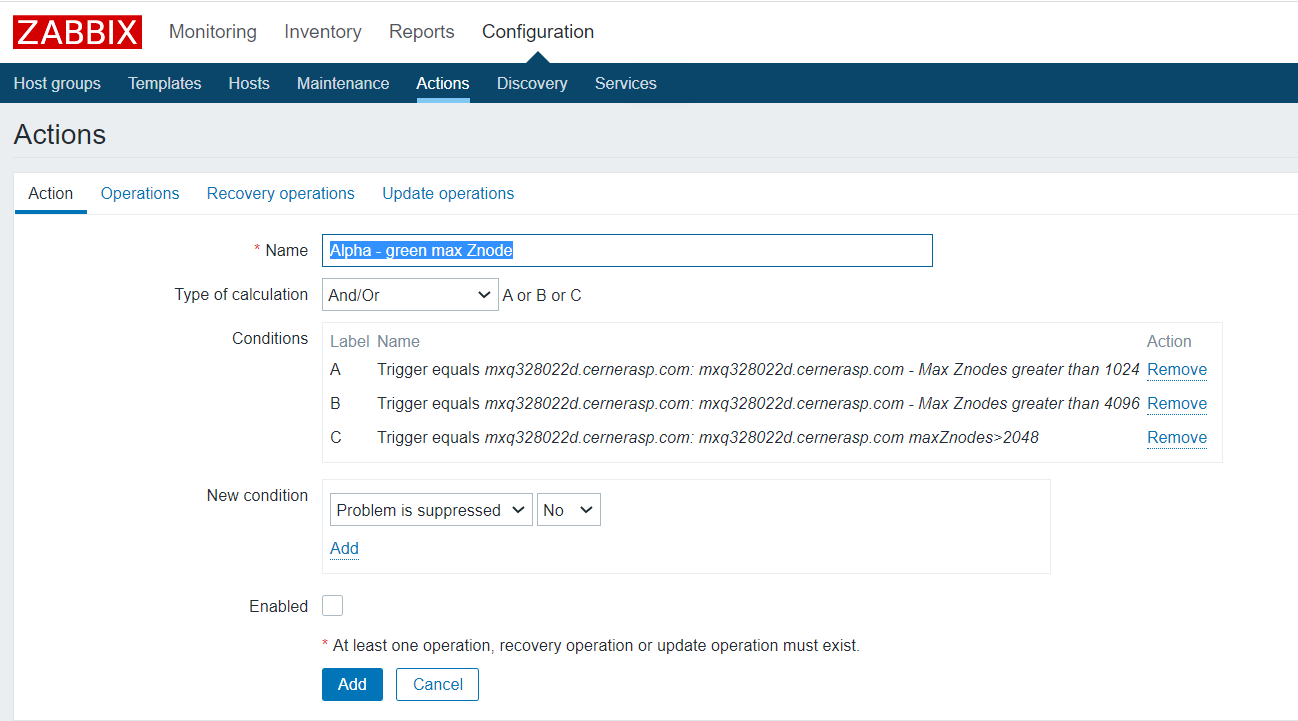 ZABBIX Monitoring Inventory Reports Configuration
Host groups Templates Hosts Maintenance Actions Discovery Services
Actions
Action Operations Recovery operations Update operations
* Name Alpha - green max Znode
Type of calculation And/Or A or B or C
Conditions Label Name Action
A Trigger equals mxq328022d.cernerasp.com: mxq328022d.cernerasp.com - Max Znodes greater than 1024 Remove
B Trigger equals mxq328022d.cernerasp.com: mxq328022d.cernerasp.com - Max Znodes greater than 4096 Remove
C Trigger equals mxq328022d.cernerasp.com: mxq328022d.cernerasp.com maxZnodes>2048 Remove
New condition
Problem is suppressed No
Add
Enabled
* At least one operation, recovery operation or update operation must exist.
Add Cancel